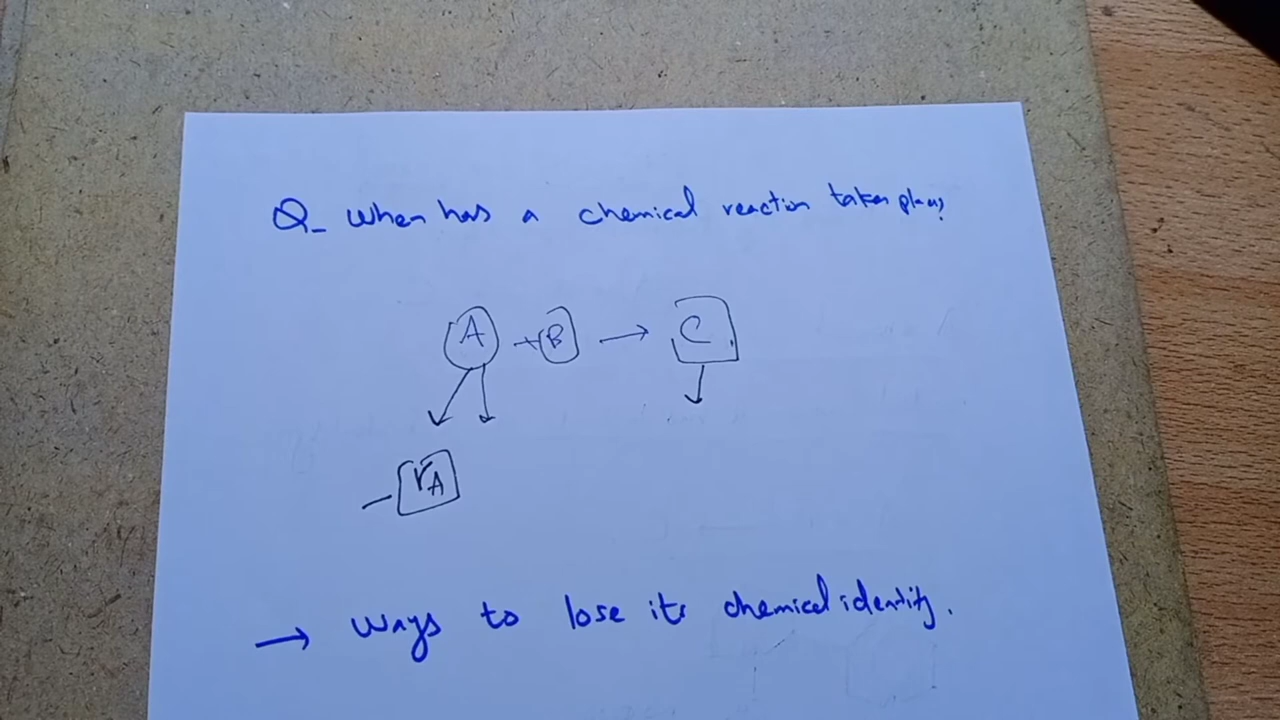 Q_ When has a chemical reaction taken place?
A + B → C
- rA
→ Ways to lose its chemical identity.